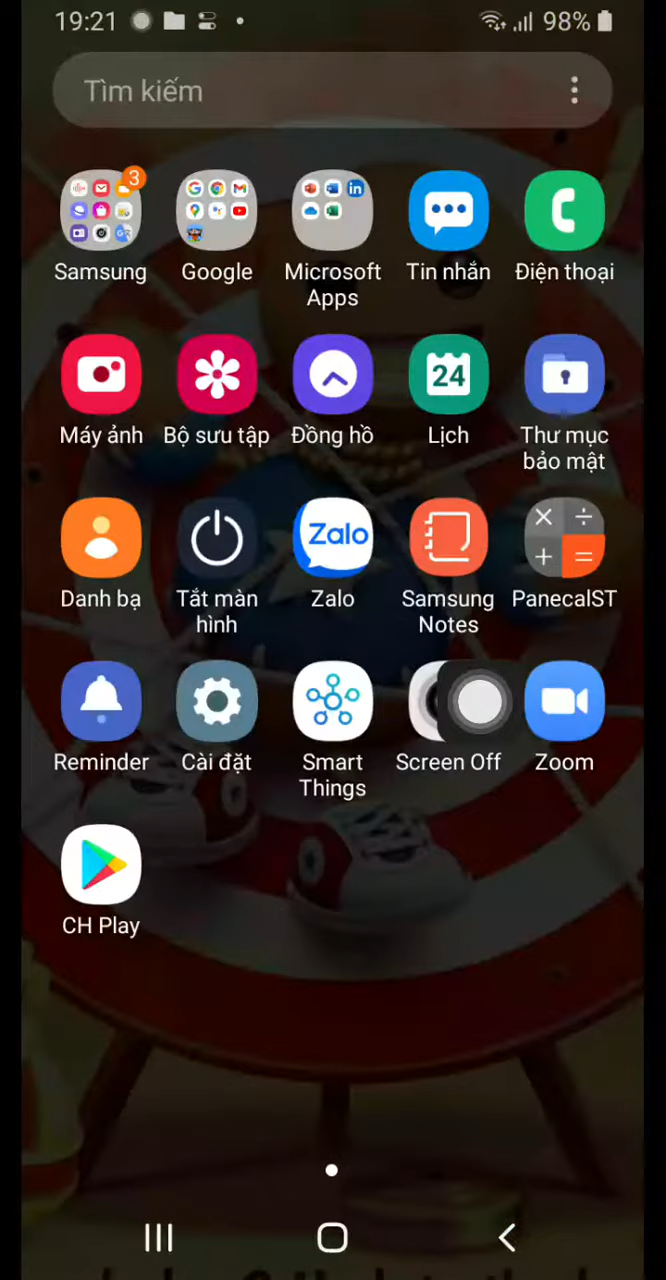 19:21
98%
Tìm kiếm
3
Samsung
Google
Microsoft
Apps
Tin nhắn
Điện thoại
24
Máy ảnh
Bộ sưu tập
Đồng hồ
Lịch
Thư mục
bảo mật
Zalo
Danh bạ
Tắt màn
hình
Zalo
Samsung
Notes
PanecalST
Reminder
Cài đặt
Smart
Things
Screen Off
Zoom
CH Play